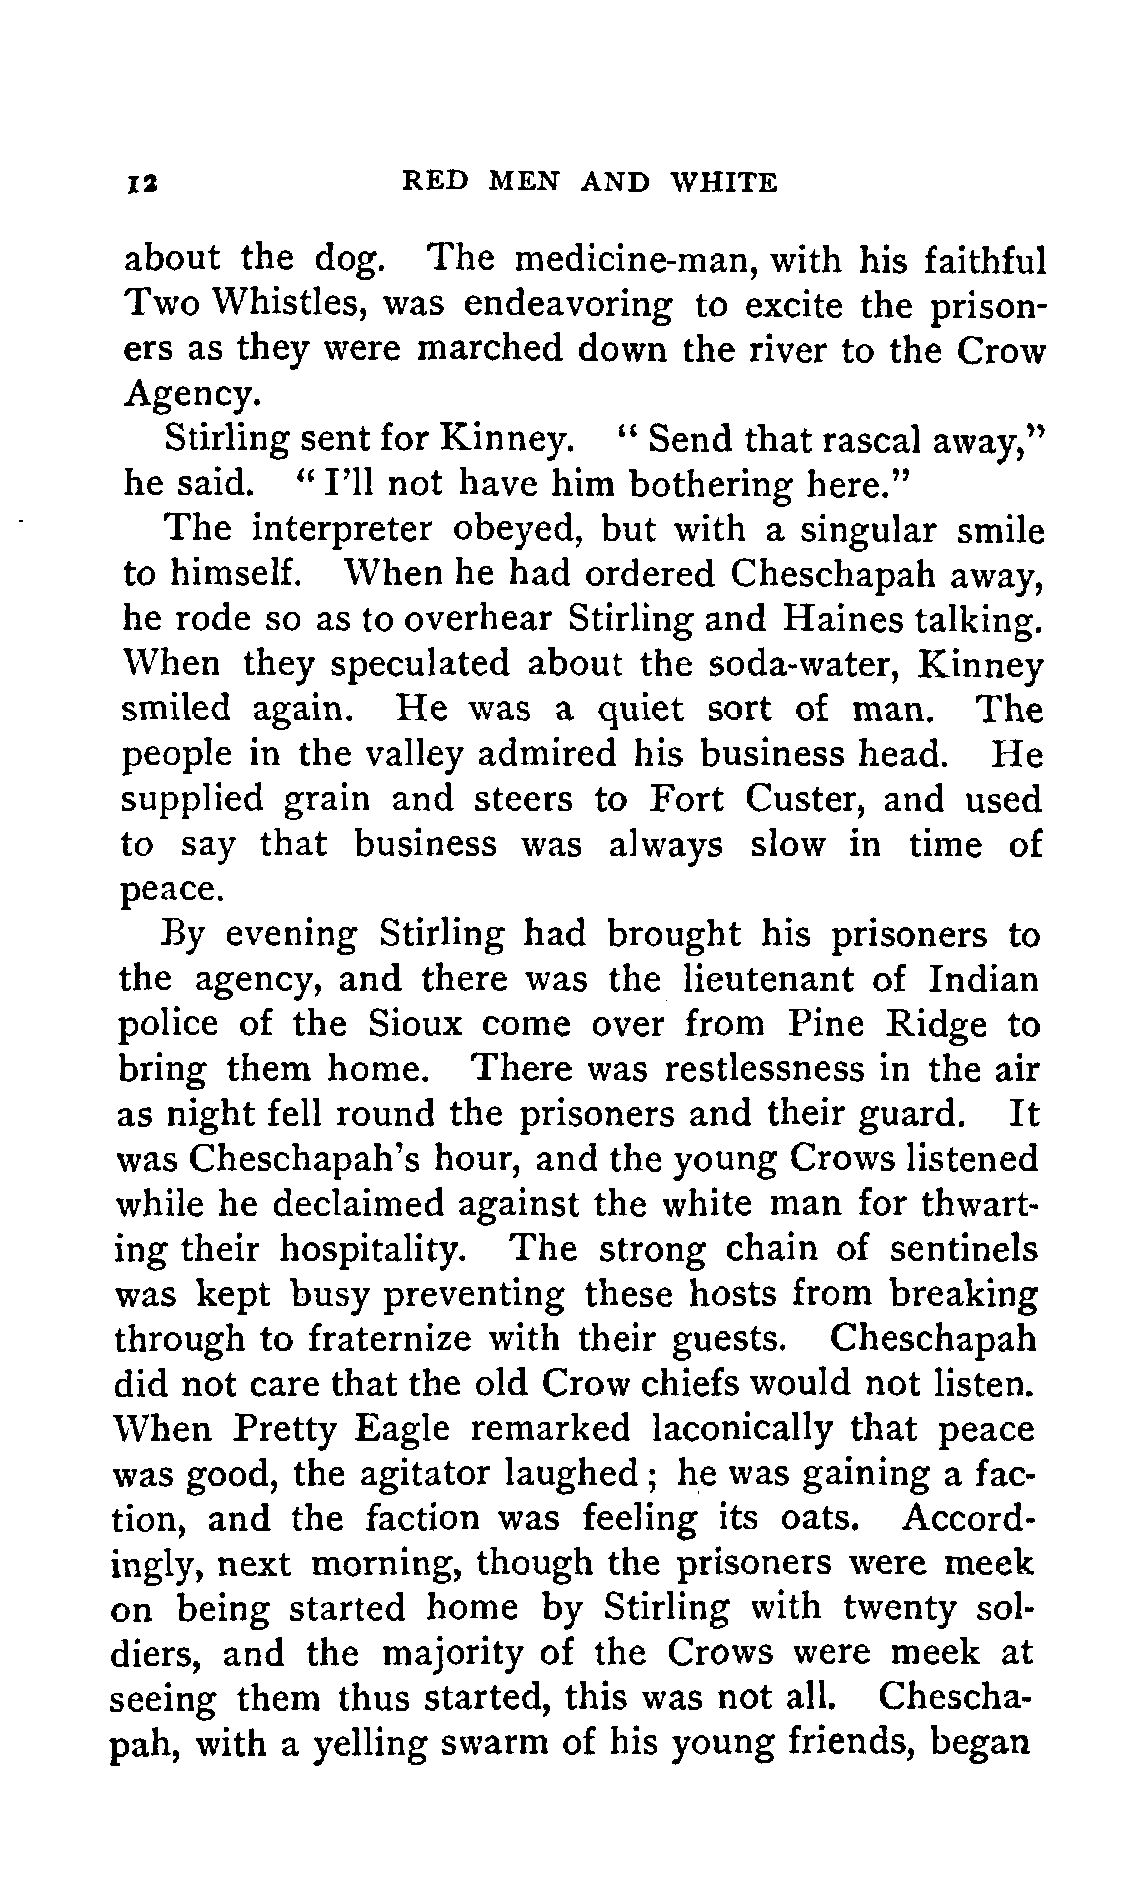 12 RED MEN AND WHITE
about the dog. The medicine-man, with his faithful
Two Whistles, was endeavoring to excite the prison-
ers as they were marched down the river to the Crow
Agency.
Stirling sent for Kinney. “ Send that rascal away,”
he said. “ I’ll not have him bothering here.”
The interpreter obeyed, but with a singular smile
to himself. When he had ordered Cheschapah away,
he rode so as to overhear Stirling and Haines talking.
When they speculated about the soda-water, Kinney
smiled again. He was a quiet sort of man. The
people in the valley admired his business head. He
supplied grain and steers to Fort Custer, and used
to say that business was always slow in time of
peace.
By evening Stirling had brought his prisoners to
the agency, and there was the lieutenant of Indian
police of the Sioux come over from Pine Ridge to
bring them home. There was restlessness in the air
as night fell round the prisoners and their guard. It
was Cheschapah’s hour, and the young Crows listened
while he declaimed against the white man for thwart-
ing their hospitality. The strong chain of sentinels
was kept busy preventing these hosts from breaking
through to fraternize with their guests. Cheschapah
did not care that the old Crow chiefs would not listen.
When Pretty Eagle remarked laconically that peace
was good, the agitator laughed ; he was gaining a fac-
tion, and the faction was feeling its oats. Accord-
ingly, next morning, though the prisoners were meek
on being started home by Stirling with twenty sol-
diers, and the majority of the Crows were meek at
seeing them thus started, this was not all. Chescha-
pah, with a yelling swarm of his young friends, began